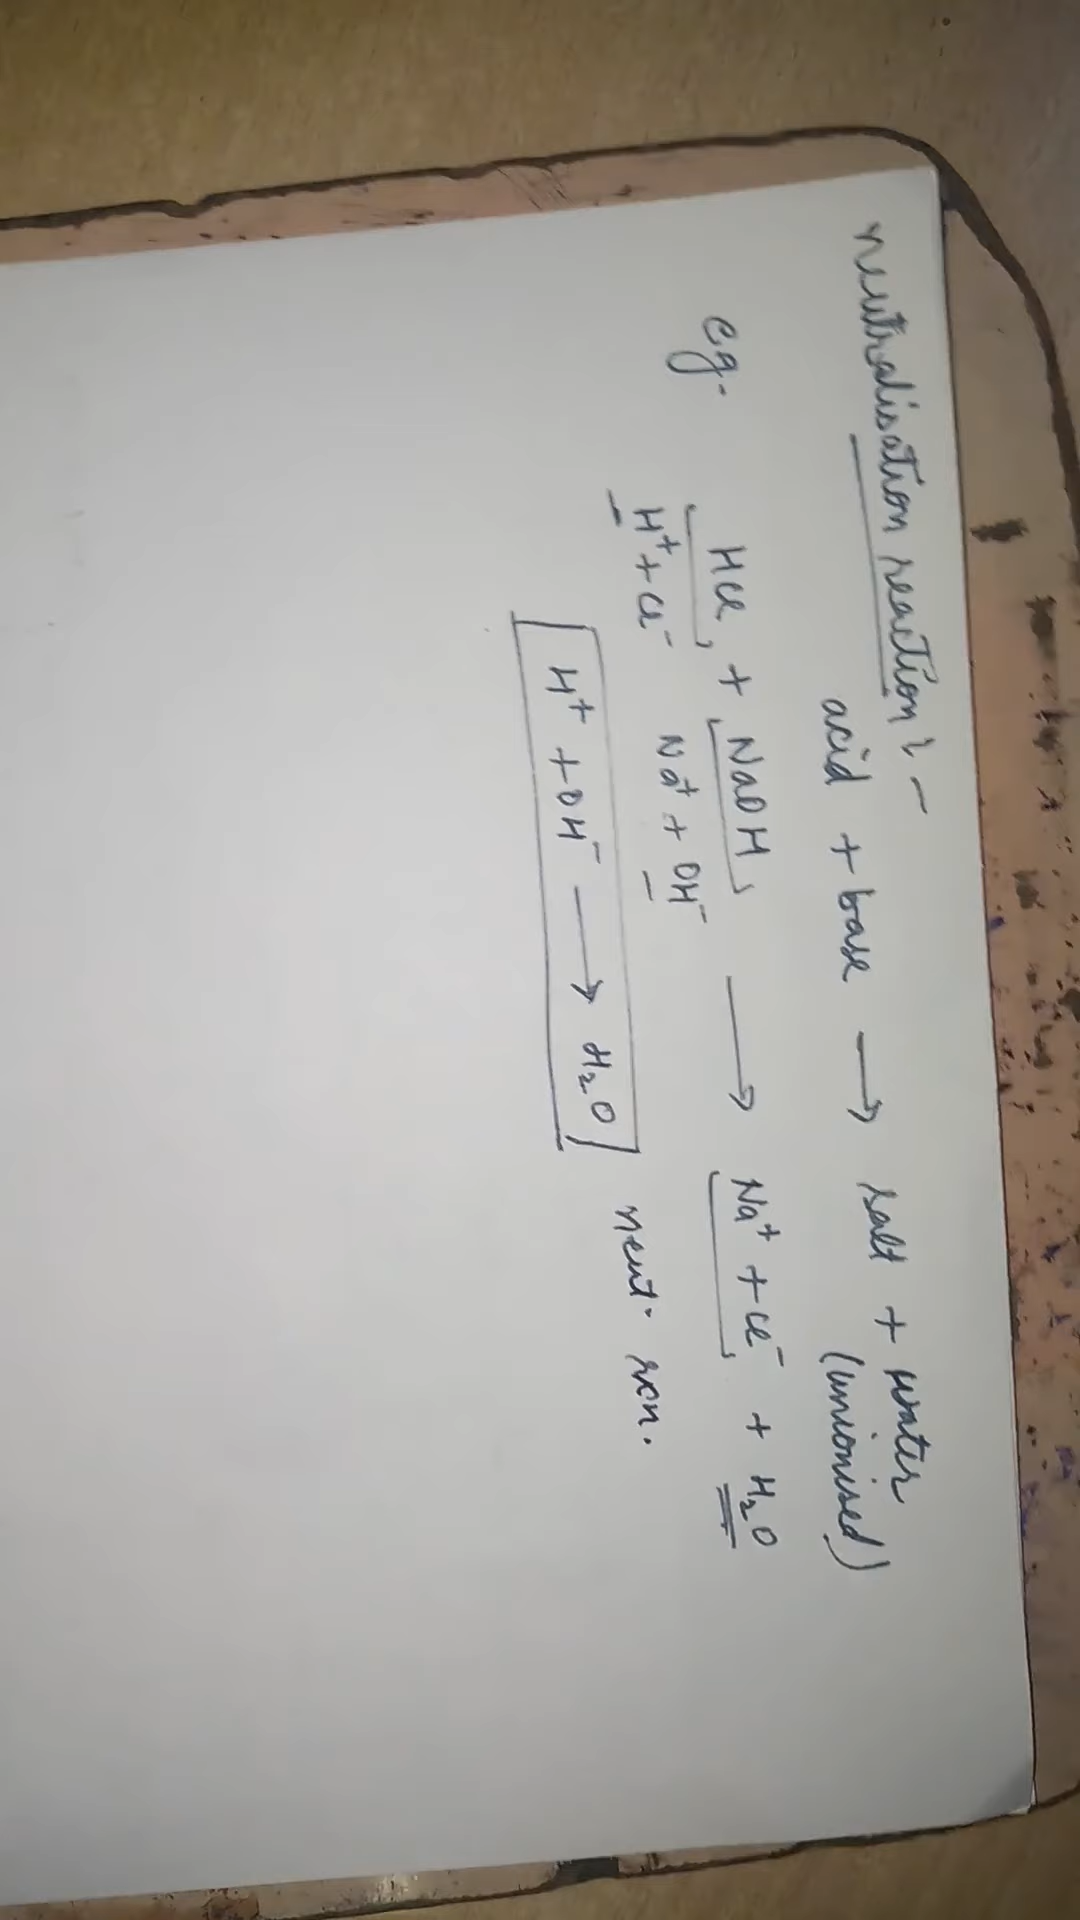 neutralisation reaction :-
acid + base → salt + water
(unionised)
eg. HCl + NaOH → Na⁺ + Cl⁻ + H₂O
H⁺ + Cl⁻ Na⁺ + OH⁻
H⁺ + OH⁻ → H₂O neut. rxn.